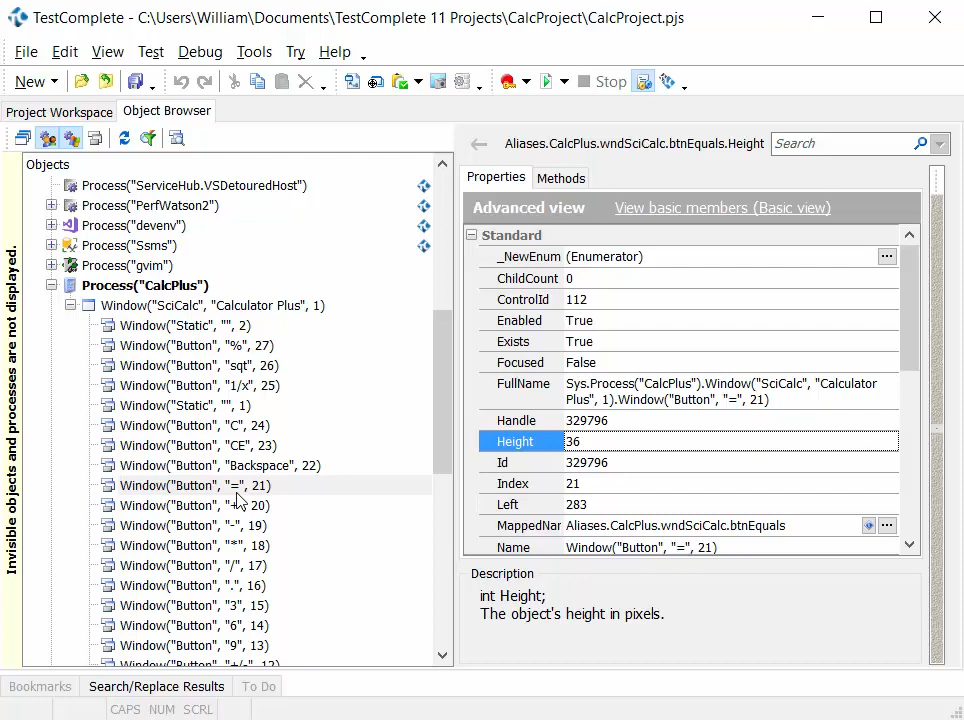 TestComplete - C:\Users\William\Documents\TestComplete 11 Projects\CalcProject\CalcProject.pjs
File Edit View Test Debug Tools Try Help
New Stop
Project Workspace Object Browser
Invisible objects and processes are not displayed.
Objects
Process("ServiceHub.VSDetouredHost")
Process("PerfWatson2")
Process("devenv")
Process("Ssms")
Process("gvim")
Process("CalcPlus")
Window("SciCalc", "Calculator Plus", 1)
Window("Static", "", 2)
Window("Button", "%", 27)
Window("Button", "sqt", 26)
Window("Button", "1/x", 25)
Window("Static", "", 1)
Window("Button", "C", 24)
Window("Button", "CE", 23)
Window("Button", "Backspace", 22)
Window("Button", "=", 21)
Window("Button", "+", 20)
Window("Button", "-", 19)
Window("Button", "*", 18)
Window("Button", "/", 17)
Window("Button", ".", 16)
Window("Button", "3", 15)
Window("Button", "6", 14)
Window("Button", "9", 13)
Window("Button", "+/-", 12)
Aliases.CalcPlus.wndSciCalc.btnEquals.Height Search
Properties Methods
Advanced view View basic members (Basic view)
Standard
_NewEnum (Enumerator)
ChildCount 0
ControlId 112
Enabled True
Exists True
Focused False
FullName Sys.Process("CalcPlus").Window("SciCalc", "Calculator
Plus", 1).Window("Button", "=", 21)
Handle 329796
Height 36
Id 329796
Index 21
Left 283
MappedNar Aliases.CalcPlus.wndSciCalc.btnEquals
Name Window("Button", "=", 21)
Description
int Height;
The object's height in pixels.
Bookmarks Search/Replace Results To Do
CAPS NUM SCRL